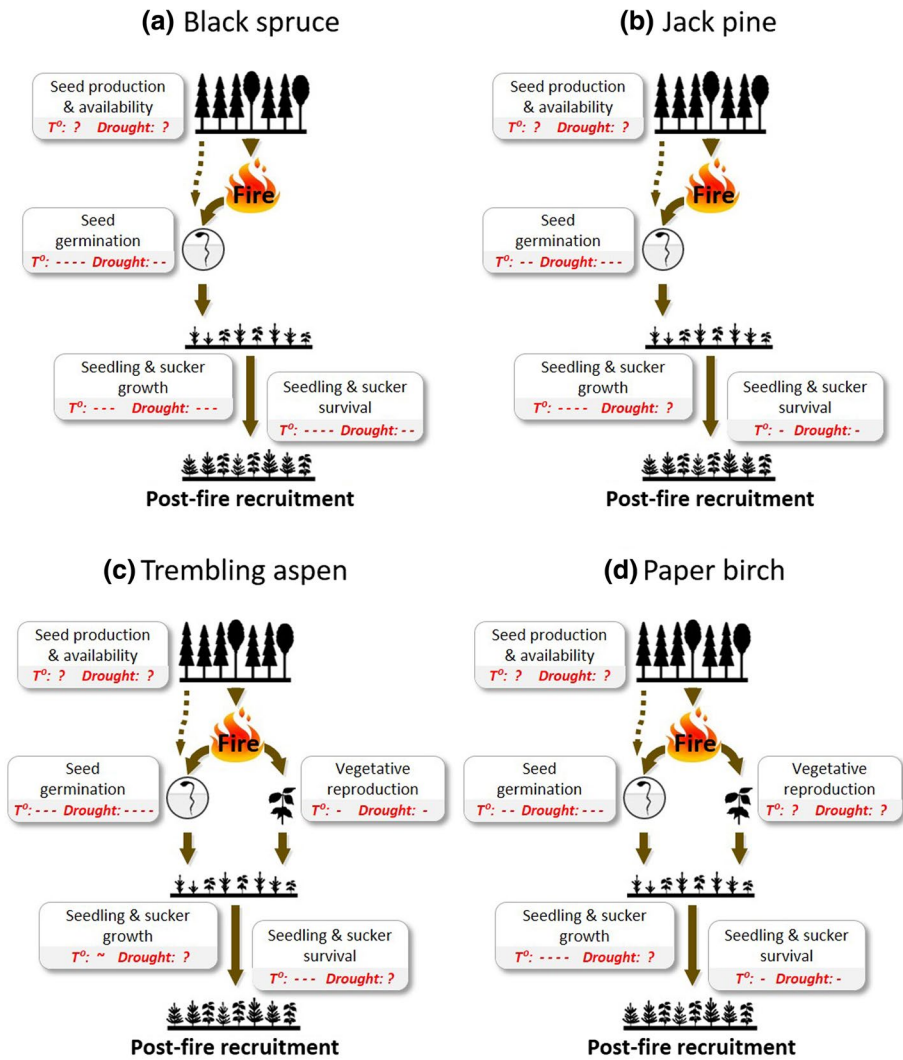 (a) Black spruce
Seed production
& availability
T°: ? Drought: ?
Fire
Seed
germination
T°: - - - - Drought: - -
Seedling & sucker
growth
T°: - - - Drought: - - -
Seedling & sucker
survival
T°: - - - - Drought: - -
Post-fire recruitment
(b) Jack pine
Seed production
& availability
T°: ? Drought: ?
Fire
Seed
germination
T°: - - Drought: - - -
Seedling & sucker
growth
T°: - - - - Drought: ?
Seedling & sucker
survival
T°: - Drought: -
Post-fire recruitment
(c) Trembling aspen
Seed production
& availability
T°: ? Drought: ?
Fire
Seed
germination
T°: - - - Drought: - - - -
Vegetative
reproduction
T°: - Drought: -
Seedling & sucker
growth
T°: ~ Drought: ?
Seedling & sucker
survival
T°: - - - Drought: ?
Post-fire recruitment
(d) Paper birch
Seed production
& availability
T°: ? Drought: ?
Fire
Seed
germination
T°: - - Drought: - - -
Vegetative
reproduction
T°: ? Drought: ?
Seedling & sucker
growth
T°: - - - - Drought: ?
Seedling & sucker
survival
T°: - Drought: -
Post-fire recruitment